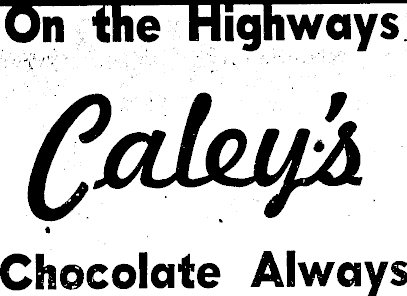 On the Highways
Caley's
Chocolate Always